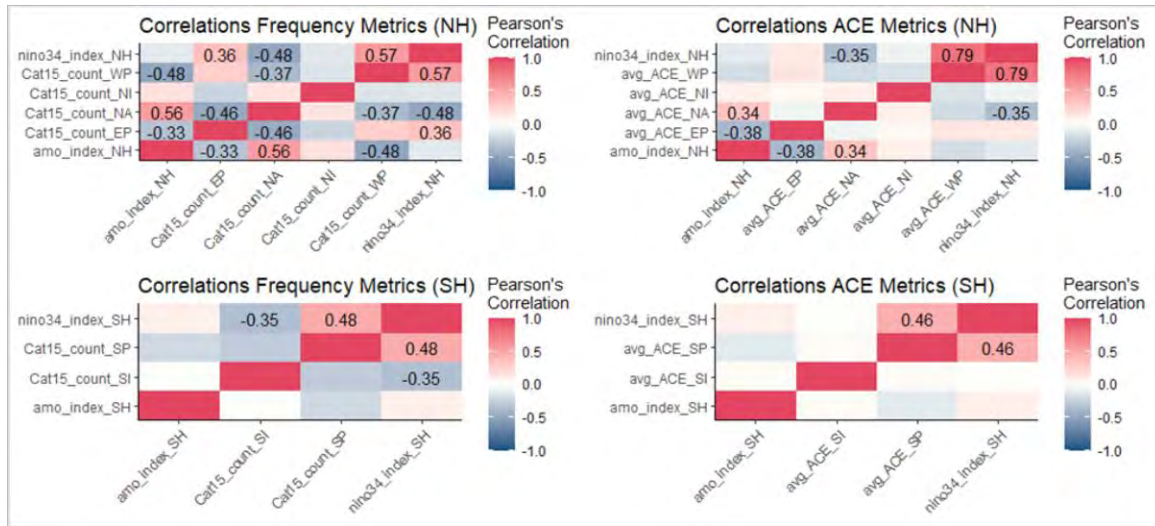 Correlations Frequency Metrics (NH)
Pearson's
Correlation
nino34_index_NH 0.36 -0.48 0.57 1.0
Cat15_count_WP -0.48 -0.37 0.57 0.5
Cat15_count_NI 0.0
Cat15_count_NA 0.56 -0.46 -0.37 -0.48
Cat15_count_EP -0.33 -0.46 0.36 -0.5
amo_index_NH -0.33 0.56 -0.48 -1.0
amo_index_NH
Cat15_count_EP
Cat15_count_NA
Cat15_count_NI
Cat15_count_WP
nino34_index_NH
Correlations ACE Metrics (NH)
Pearson's
Correlation
nino34_index_NH -0.35 0.79 1.0
avg_ACE_WP 0.79 0.5
avg_ACE_NI 0.0
avg_ACE_NA 0.34 -0.35
avg_ACE_EP -0.38 -0.5
amo_index_NH -0.38 0.34 -1.0
amo_index_NH
avg_ACE_EP
avg_ACE_NA
avg_ACE_NI
avg_ACE_WP
nino34_index_NH
Correlations Frequency Metrics (SH)
Pearson's
Correlation
nino34_index_SH -0.35 0.48 1.0
Cat15_count_SP 0.48 0.5
0.0
Cat15_count_SI -0.35
-0.5
amo_index_SH
-1.0
amo_index_SH
Cat15_count_SI
Cat15_count_SP
nino34_index_SH
Correlations ACE Metrics (SH)
Pearson's
Correlation
nino34_index_SH 0.46 1.0
avg_ACE_SP 0.46 0.5
0.0
avg_ACE_SI
-0.5
amo_index_SH
-1.0
amo_index_SH
avg_ACE_SI
avg_ACE_SP
nino34_index_SH